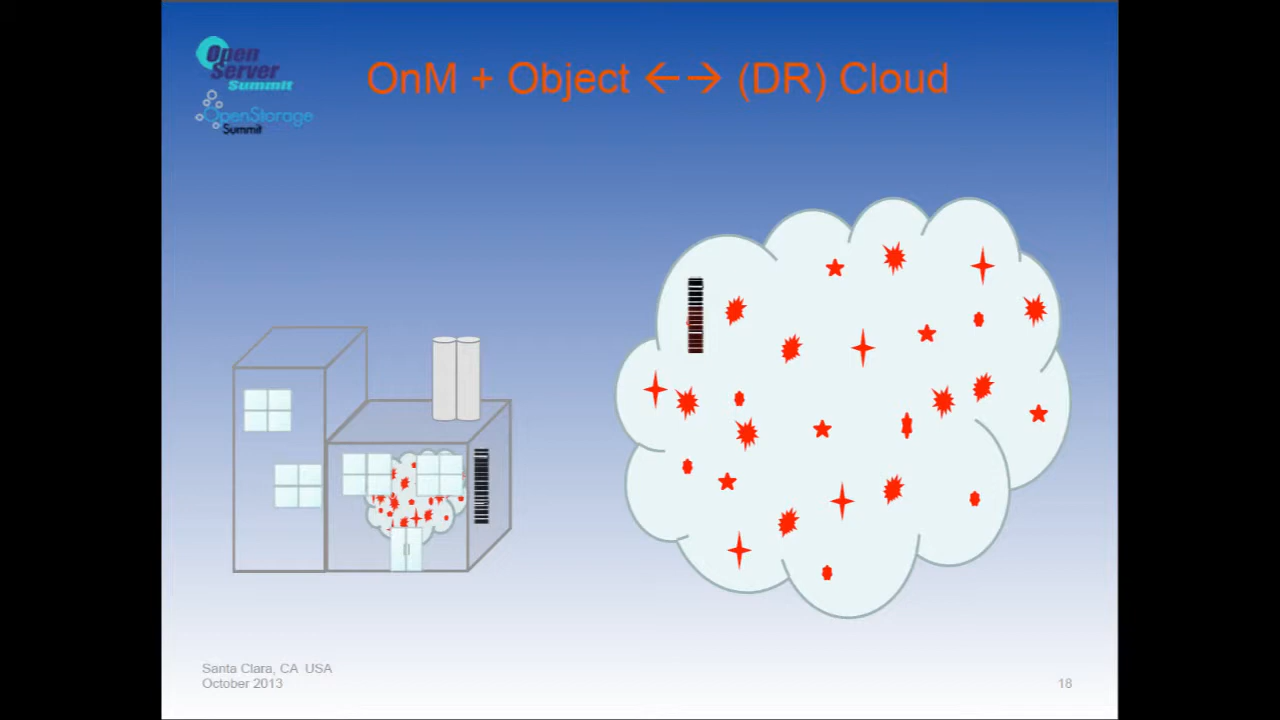 Open
Server
Summit
OpenStorage
Summit
OnM + Object ←→ (DR) Cloud
Santa Clara, CA USA
October 2013
18